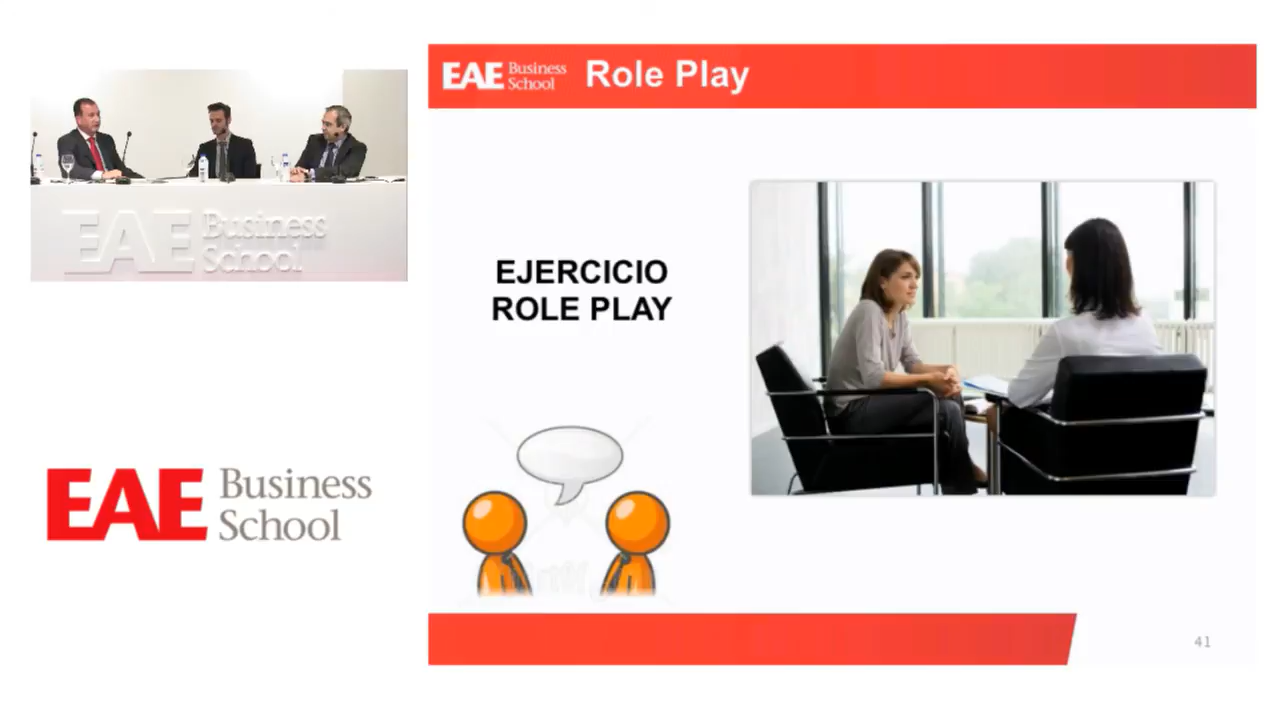 EAE Business
School
Role Play
EAE Business
School
EJERCICIO
ROLE PLAY
EAE Business
School
41